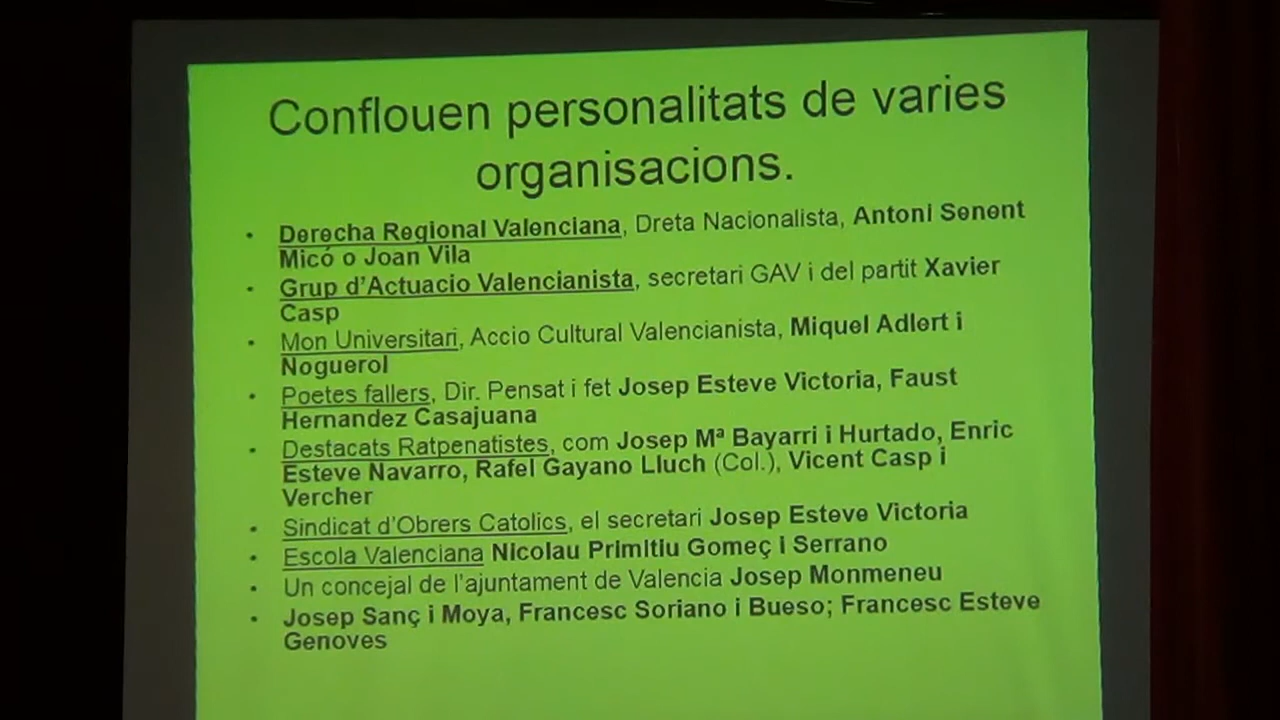 Conflouen personalitats de varies
organisacions.
• Derecha Regional Valenciana, Dreta Nacionalista, Antoni Senent
Micó o Joan Vila
• Grup d'Actuacio Valencianista, secretari GAV i del partit Xavier
Casp
• Mon Universitari, Accio Cultural Valencianista, Miquel Adlert i
Noguerol
• Poetes fallers, Dir. Pensat i fet Josep Esteve Victoria, Faust
Hernandez Casajuana
• Destacats Ratpenatistes, com Josep Mª Bayarri i Hurtado, Enric
Esteve Navarro, Rafel Gayano Lluch (Col.), Vicent Casp i
Vercher
• Sindicat d'Obrers Catolics, el secretari Josep Esteve Victoria
• Escola Valenciana Nicolau Primitiu Gomeç i Serrano
• Un concejal de l'ajuntament de Valencia Josep Monmeneu
• Josep Sanç i Moya, Francesc Soriano i Bueso; Francesc Esteve
Genoves